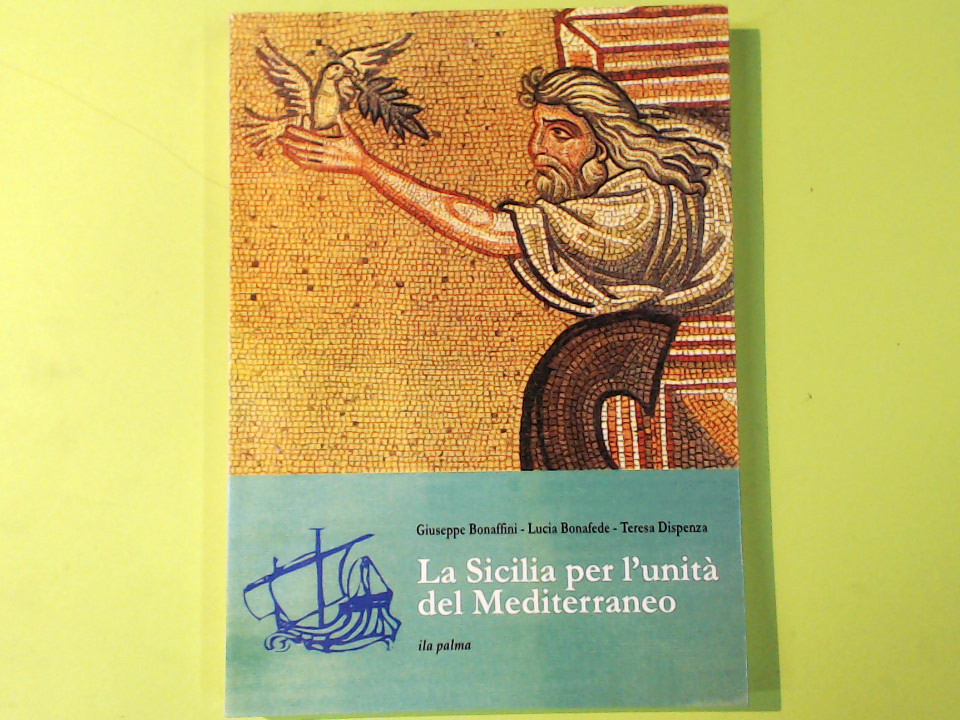 Giuseppe Bonaffini - Lucia Bonafede - Teresa Dispenza
La Sicilia per l'unità
del Mediterraneo
ila palma